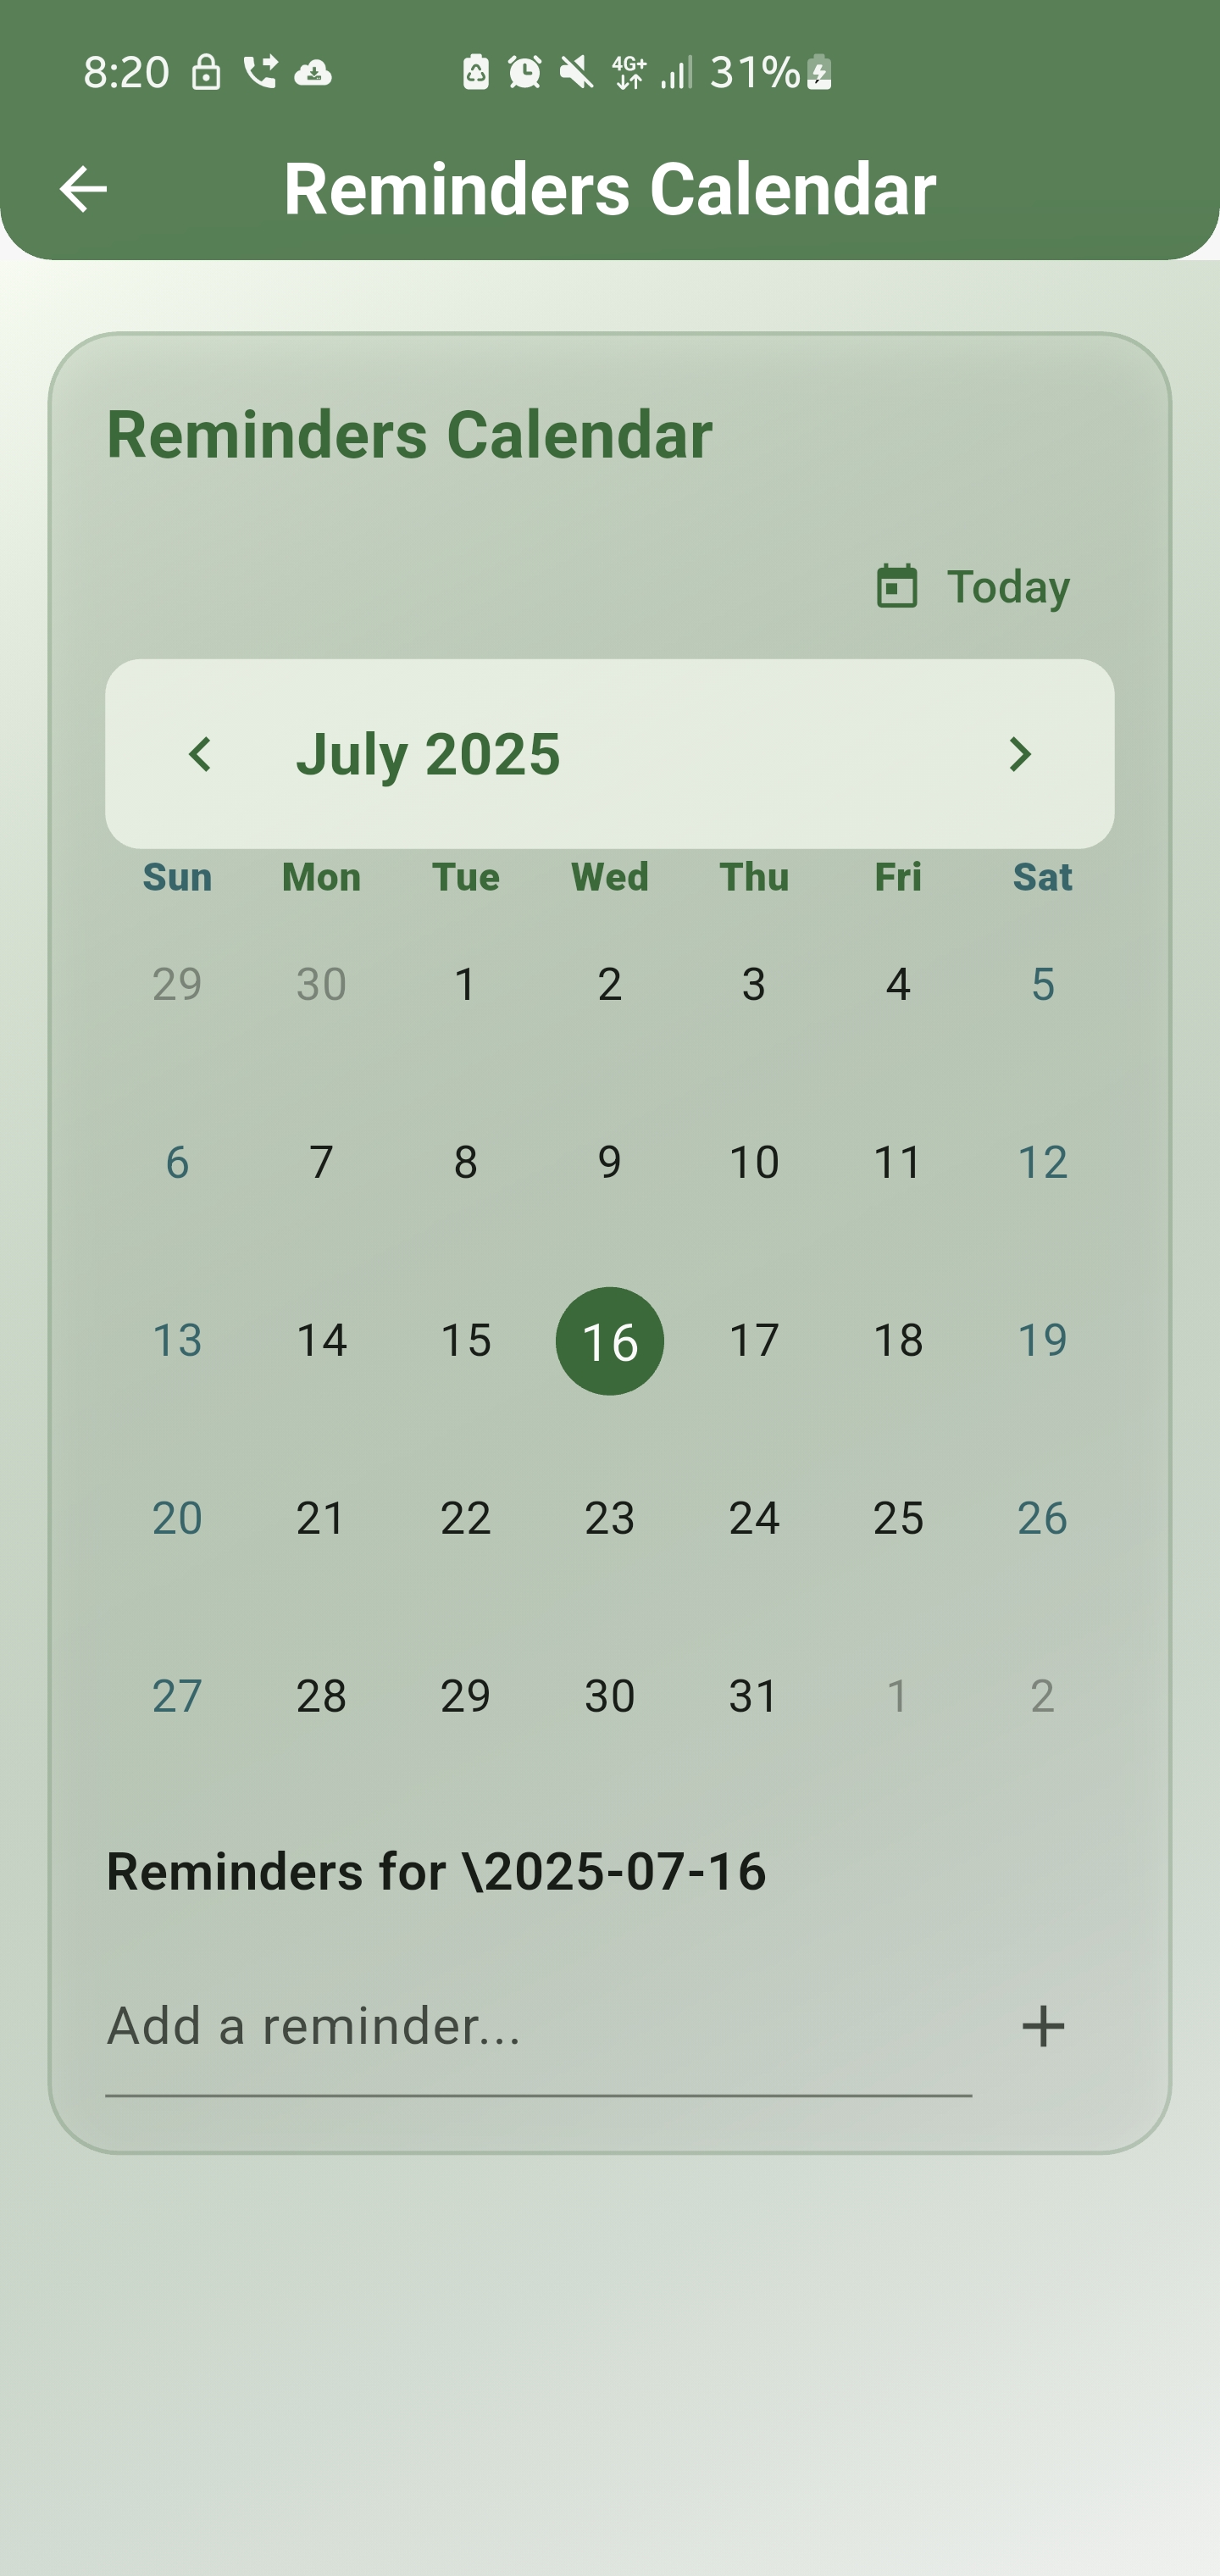 8:20 4G+ 31%
Reminders Calendar
Reminders Calendar
Today
July 2025
Sun Mon Tue Wed Thu Fri Sat
29 30 1 2 3 4 5
6 7 8 9 10 11 12
13 14 15 16 17 18 19
20 21 22 23 24 25 26
27 28 29 30 31 1 2
Reminders for \2025-07-16
Add a reminder...